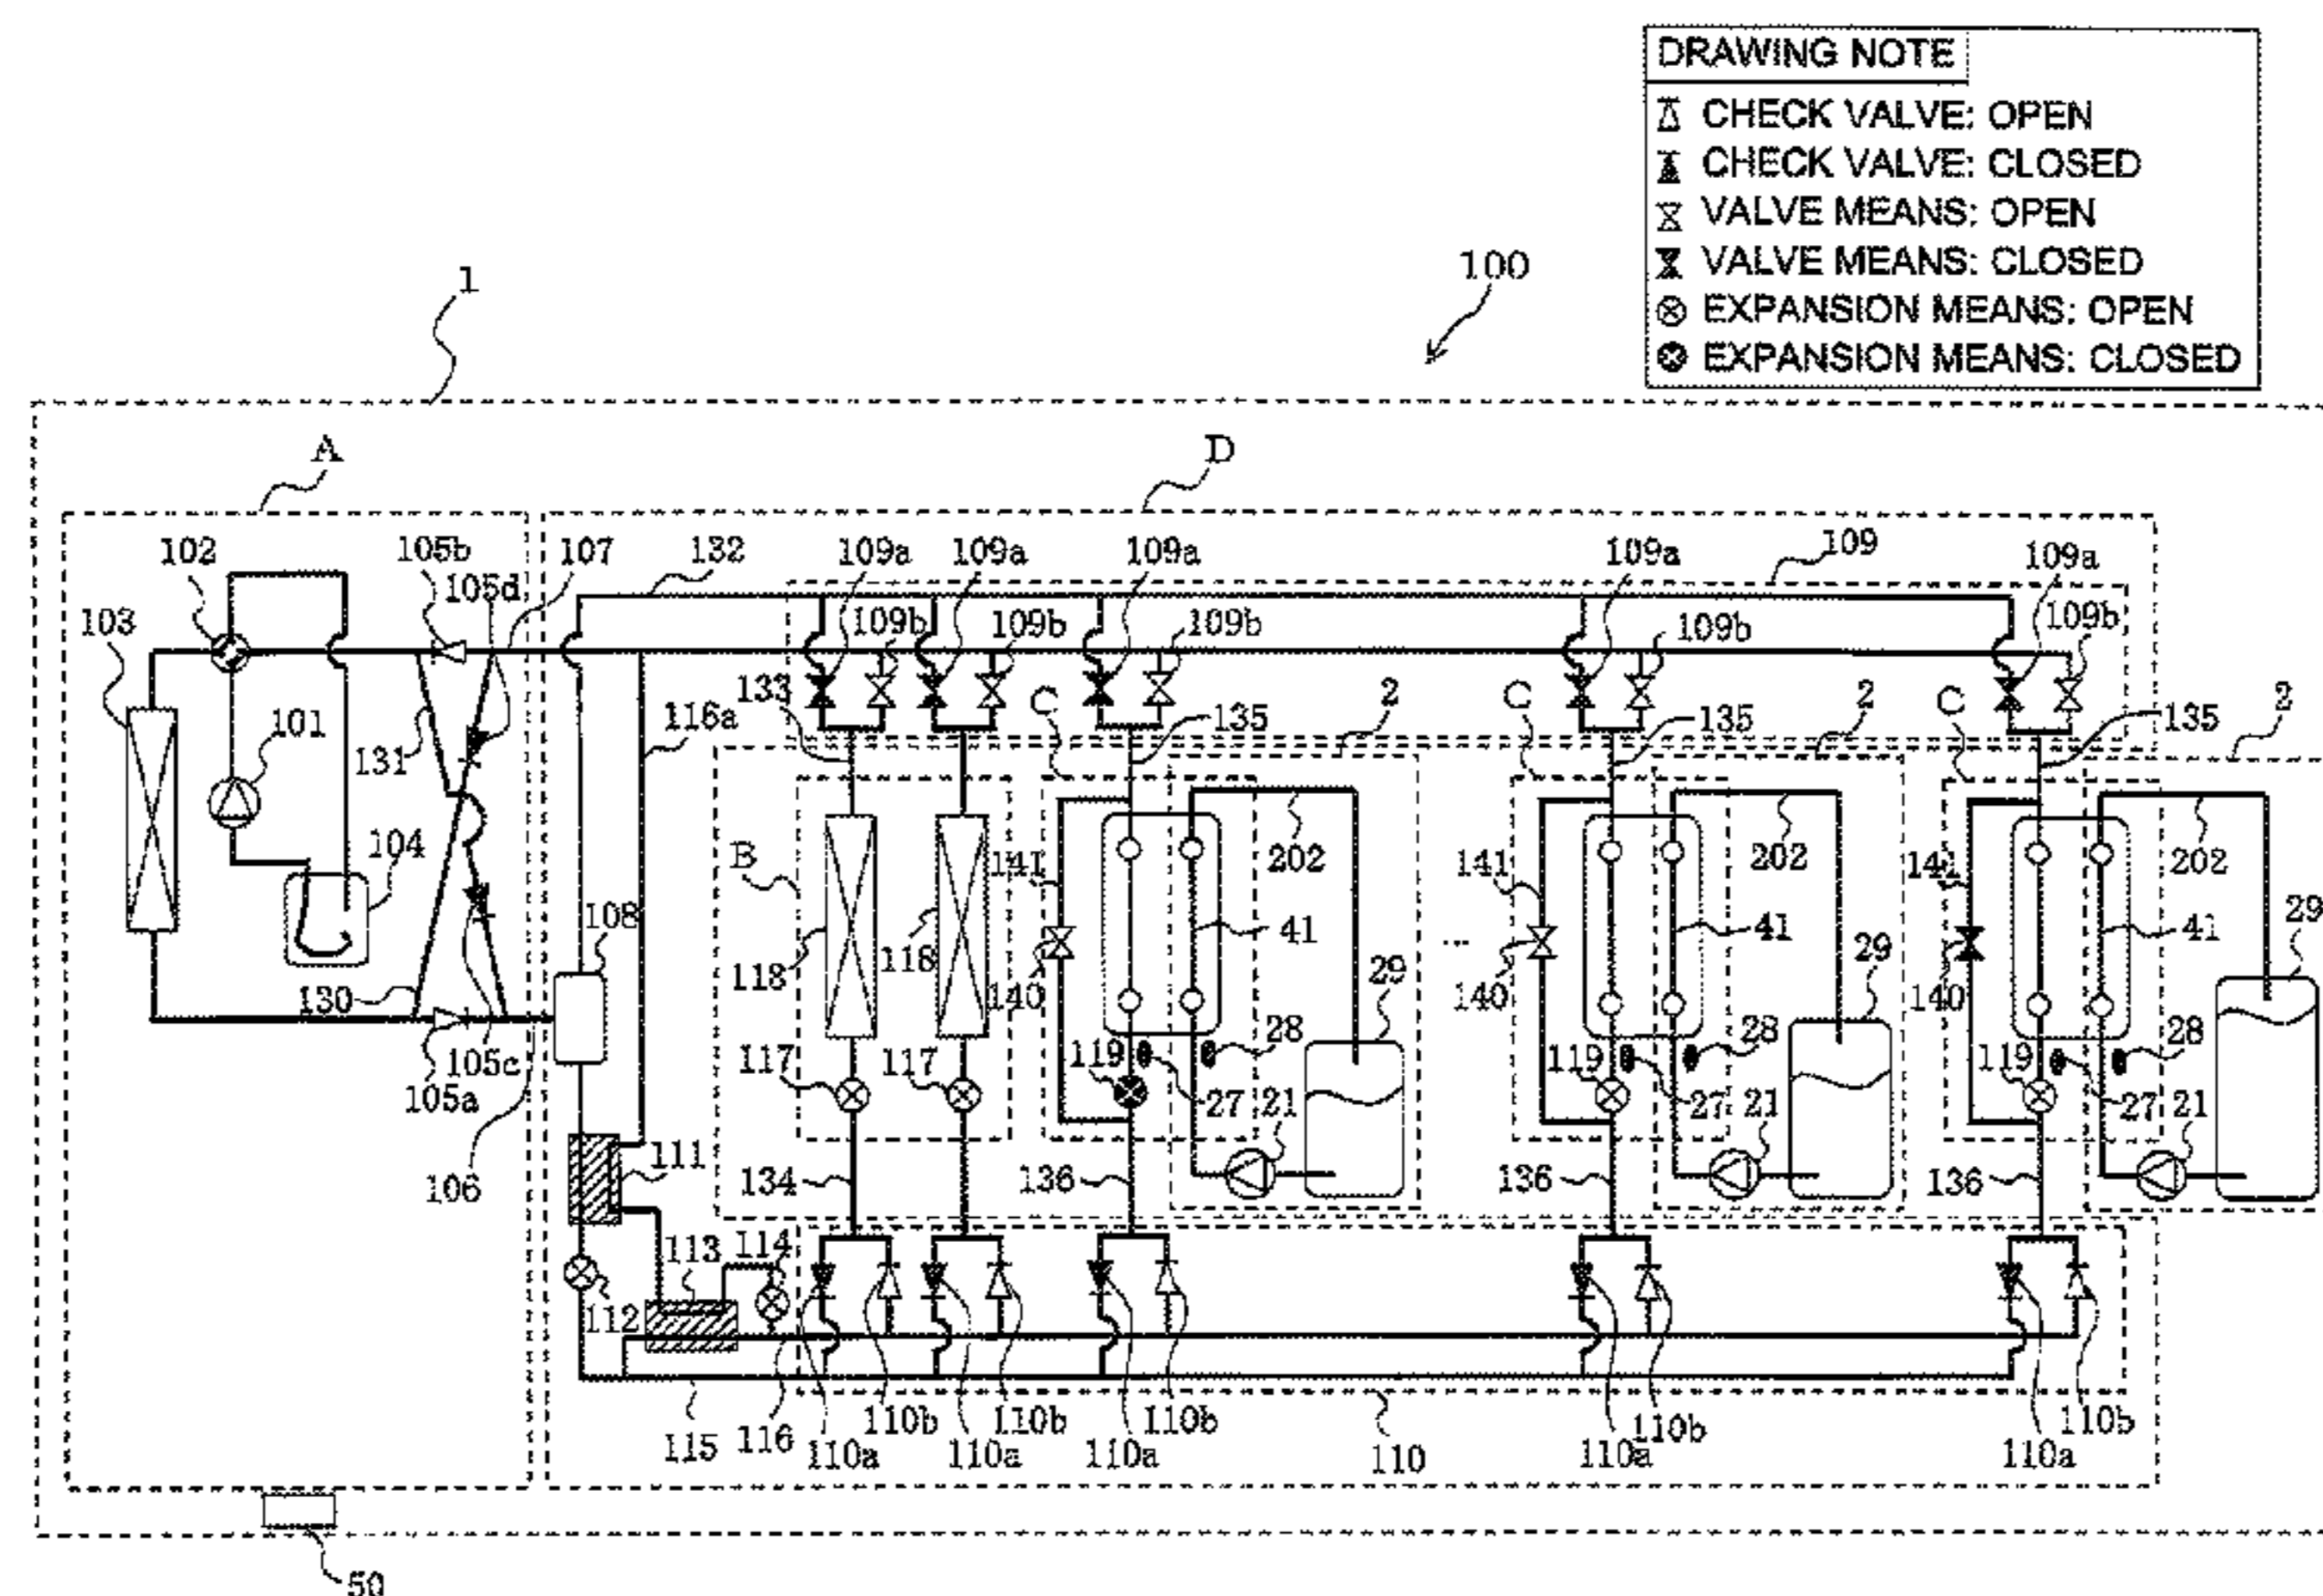 DRAWING NOTE
CHECK VALVE: OPEN
CHECK VALVE: CLOSED
VALVE MEANS: OPEN
VALVE MEANS: CLOSED
EXPANSION MEANS: OPEN
EXPANSION MEANS: CLOSED
100
1
A
D
102
105b
105d
107
132
109a
109a
109a
109a
109
109a
103
109b
109b
109b
109b
109b
133
C
2
C
2
C
2
101
131
116a
135
135
135
104
B
141
202
141
202
141
202
108
118
118
41
41
41
29
29
29
130
140
140
140
105c
105a
117
117
119
28
119
28
119
28
27
27
27
21
21
21
106
111
134
136
136
136
113
114
112
115
116
110a
110b
110a
110b
110a
110b
110
110a
110b
110a
110b
50
...